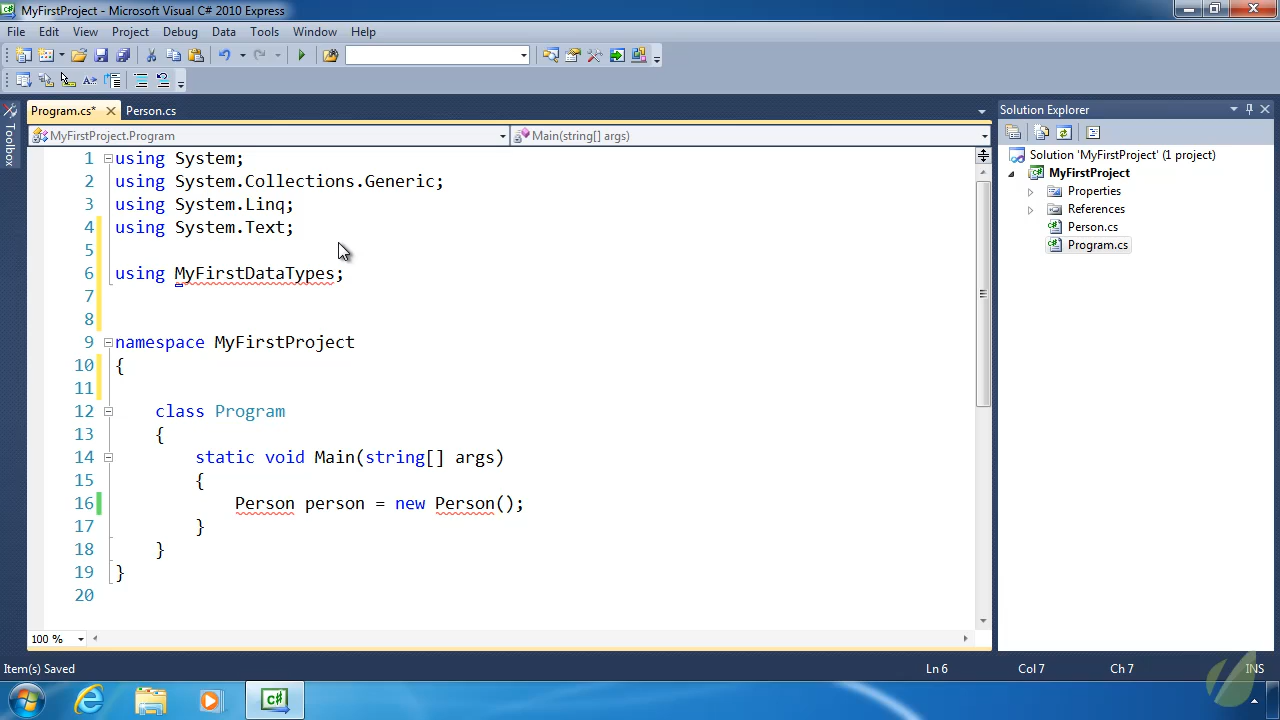 MyFirstProject - Microsoft Visual C# 2010 Express
File Edit View Project Debug Data Tools Window Help
Toolbox
Program.cs* Person.cs
MyFirstProject.Program
Main(string[] args)
1 using System;
2 using System.Collections.Generic;
3 using System.Linq;
4 using System.Text;
5
6 using MyFirstDataTypes;
7
8
9 namespace MyFirstProject
10 {
11
12 class Program
13 {
14 static void Main(string[] args)
15 {
16 Person person = new Person();
17 }
18 }
19 }
20
100 %
Solution Explorer
Solution 'MyFirstProject' (1 project)
MyFirstProject
Properties
References
Person.cs
Program.cs
Item(s) Saved
Ln 6 Col 7 Ch 7 INS